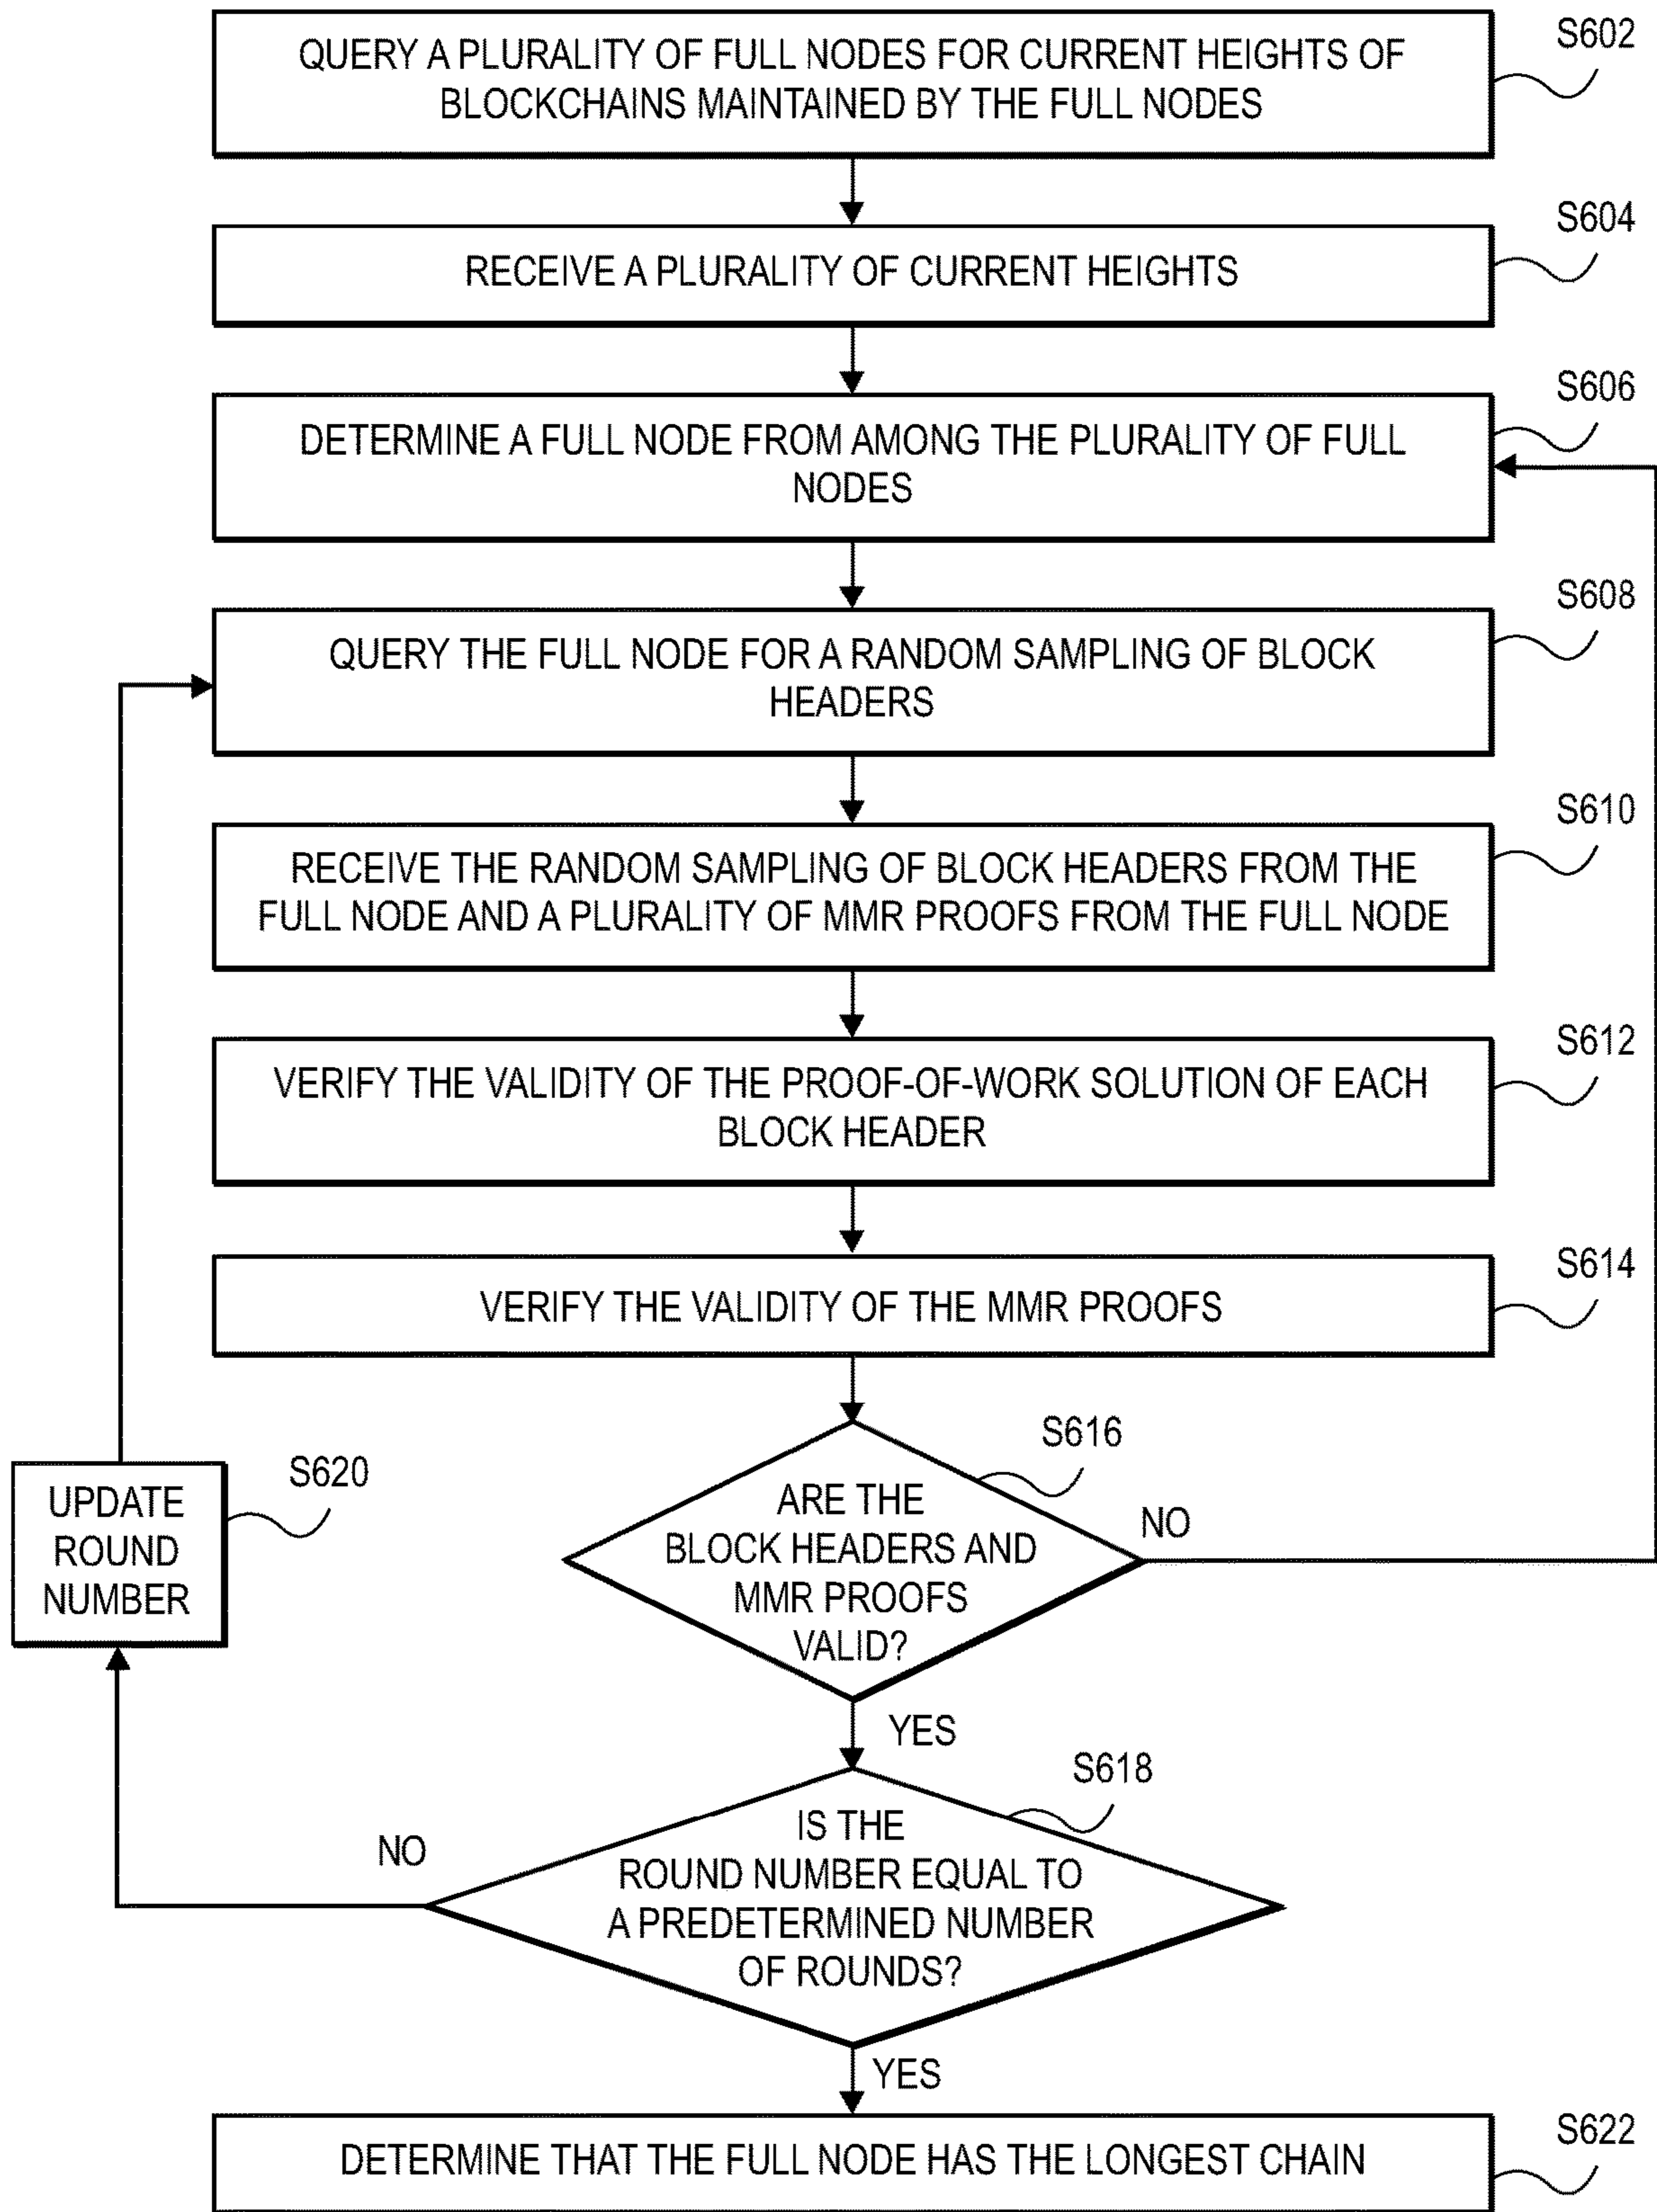 QUERY A PLURALITY OF FULL NODES FOR CURRENT HEIGHTS OF
BLOCKCHAINS MAINTAINED BY THE FULL NODES
S602
RECEIVE A PLURALITY OF CURRENT HEIGHTS
S604
DETERMINE A FULL NODE FROM AMONG THE PLURALITY OF FULL
NODES
S606
QUERY THE FULL NODE FOR A RANDOM SAMPLING OF BLOCK
HEADERS
S608
RECEIVE THE RANDOM SAMPLING OF BLOCK HEADERS FROM THE
FULL NODE AND A PLURALITY OF MMR PROOFS FROM THE FULL NODE
S610
VERIFY THE VALIDITY OF THE PROOF-OF-WORK SOLUTION OF EACH
BLOCK HEADER
S612
VERIFY THE VALIDITY OF THE MMR PROOFS
S614
ARE THE
BLOCK HEADERS AND
MMR PROOFS
VALID?
S616
NO
YES
UPDATE
ROUND
NUMBER
S620
IS THE
ROUND NUMBER EQUAL TO
A PREDETERMINED NUMBER
OF ROUNDS?
S618
NO
YES
DETERMINE THAT THE FULL NODE HAS THE LONGEST CHAIN
S622